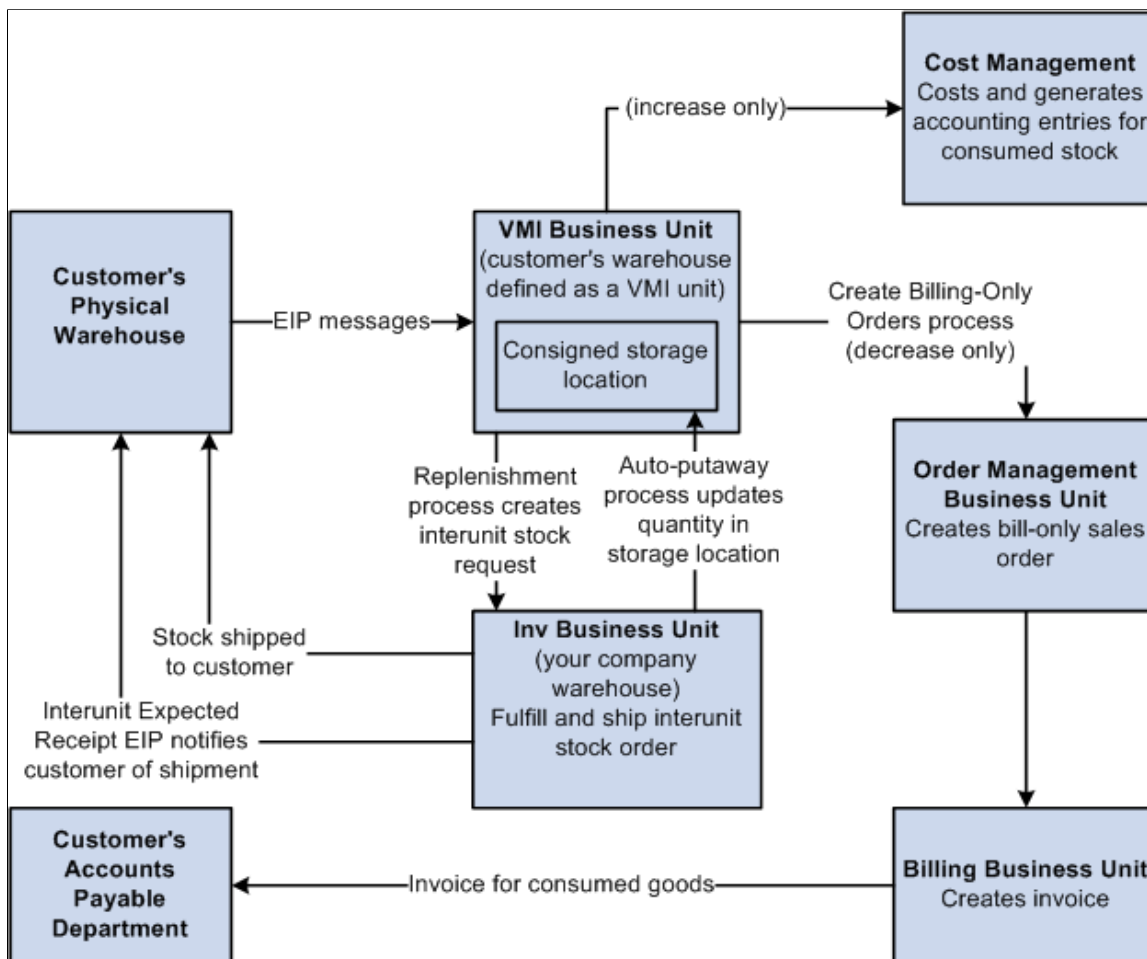 Cost Management
Costs and generates
accounting entries for
consumed stock
(increase only)
VMI Business Unit
(customer's warehouse
defined as a VMI unit)
Consigned storage
location
Customer's
Physical
Warehouse
EIP messages
Create Billing-Only
Orders process
(decrease only)
Replenishment
process creates
interunit stock
request
Auto-putaway
process updates
quantity in
storage location
Order Management
Business Unit
Creates bill-only sales
order
Inv Business Unit
(your company
warehouse)
Fulfill and ship interunit
stock order
Stock shipped
to customer
Interunit Expected
Receipt EIP notifies
customer of shipment
Customer's
Accounts
Payable
Department
Invoice for consumed goods
Billing Business Unit
Creates invoice